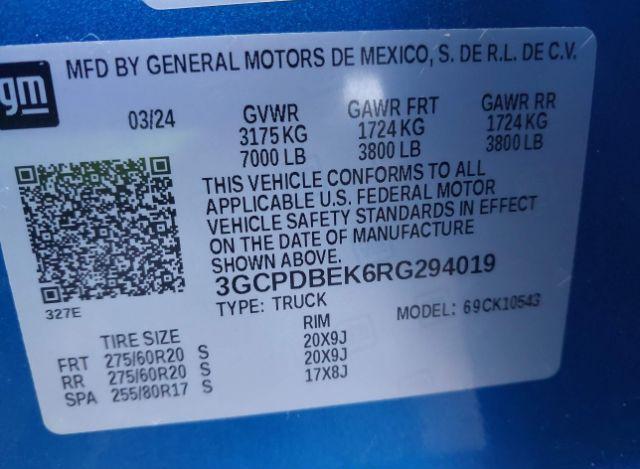 gm
MFD BY GENERAL MOTORS DE MEXICO, S. DE R.L. DE C.V.
03/24 GVWR GAWR FRT GAWR RR
3175 KG 1724 KG 1724 KG
7000 LB 3800 LB 3800 LB
THIS VEHICLE CONFORMS TO ALL
APPLICABLE U.S. FEDERAL MOTOR
VEHICLE SAFETY STANDARDS IN EFFECT
ON THE DATE OF MANUFACTURE
SHOWN ABOVE.
3GCPDBEK6RG294019
327E
TYPE: TRUCK MODEL: 69CK10543
TIRE SIZE RIM
FRT 275/60R20 S 20X9J
RR 275/60R20 S 20X9J
SPA 255/80R17 S 17X8J